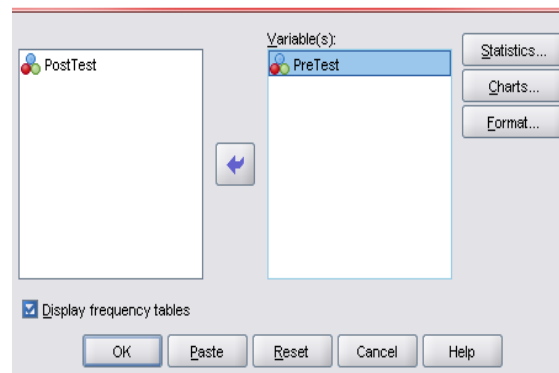 Variable(s):
PostTest
PreTest
Statistics...
Charts...
Format...
Display frequency tables
OK
Paste
Reset
Cancel
Help